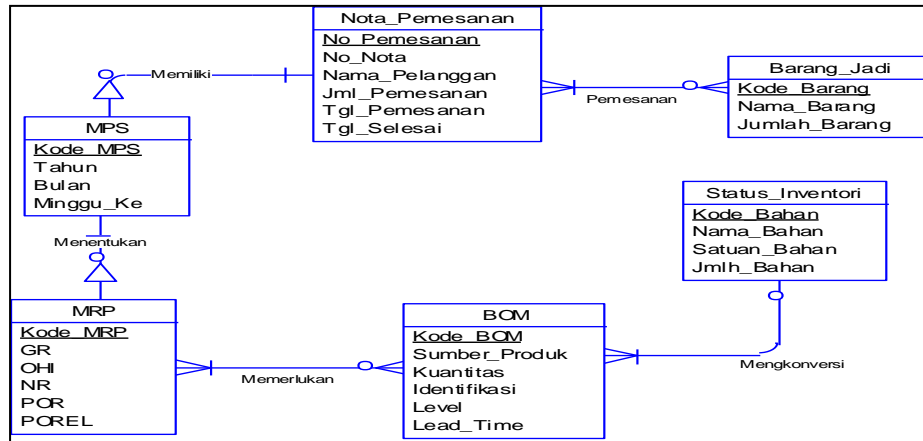 Nota_Pemesanan
No_Pemesanan
No_Nota
Nama_Pelanggan
Jml_Pemesanan
Tgl_Pemesanan
Tgl_Selesai
Memiliki
Pemesanan
Barang_Jadi
Kode_Barang
Nama_Barang
Jumlah_Barang
MPS
Kode_MPS
Tahun
Bulan
Minggu_Ke
Menentukan
Status_Inventori
Kode_Bahan
Nama_Bahan
Satuan_Bahan
Jmlh_Bahan
MRP
Kode_MRP
GR
OHI
NR
POR
POREL
Memerlukan
BOM
Kode_BOM
Sumber_Produk
Kuantitas
Identifikasi
Level
Lead_Time
Mengkonversi